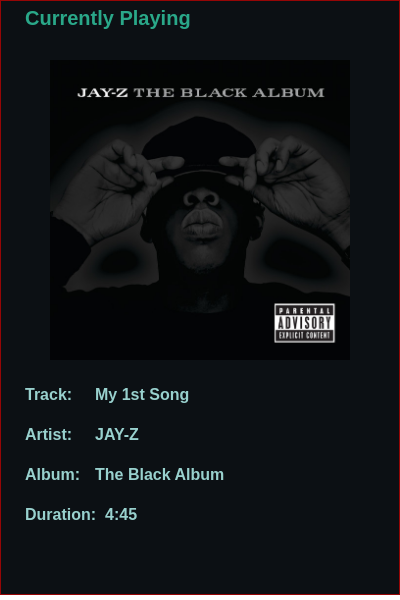 Currently Playing
JAY-Z THE BLACK ALBUM
PARENTAL
ADVISORY
EXPLICIT CONTENT
Track: My 1st Song
Artist: JAY-Z
Album: The Black Album
Duration: 4:45